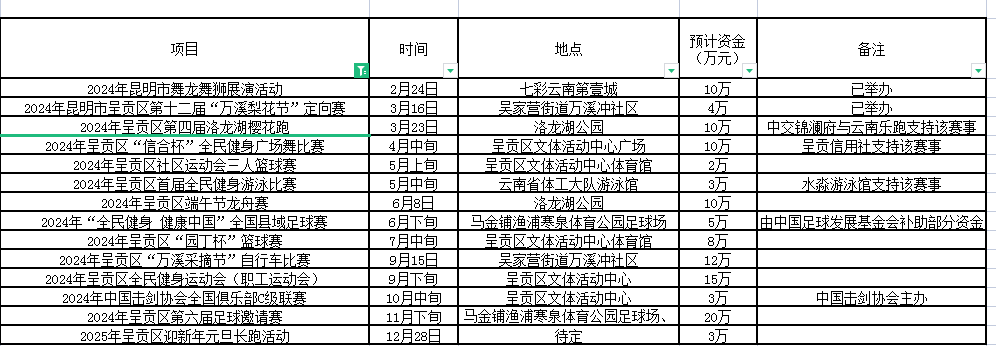 项目 时间 地点 预计资金（万元） 备注
2024年昆明市舞龙舞狮展演活动 2月24日 七彩云南第壹城 10万 已举办
2024年昆明市呈贡区第十二届“万溪梨花节”定向赛 3月16日 吴家营街道万溪冲社区 4万 已举办
2024年呈贡区第四届洛龙湖樱花跑 3月23日 洛龙湖公园 10万 中交锦澜府与云南乐跑支持该赛事
2024年呈贡区“信合杯”全民健身广场舞比赛 4月中旬 呈贡区文体活动中心广场 10万 呈贡信用社支持该赛事
2024年呈贡区社区运动会三人篮球赛 5月上旬 呈贡区文体活动中心体育馆 2万
2024年呈贡区首届全民健身游泳比赛 5月中旬 云南省体工大队游泳馆 3万 水淼游泳馆支持该赛事
2024年呈贡区端午节龙舟赛 6月8日 洛龙湖公园 10万
2024年“全民健身 健康中国”全国县域足球赛 6月下旬 马金铺渔浦寒泉体育公园足球场 5万 由中国足球发展基金会补助部分资金
2024年呈贡区“园丁杯”篮球赛 7月中旬 呈贡区文体活动中心体育馆 8万
2024年呈贡区“万溪采摘节”自行车比赛 9月15日 吴家营街道万溪冲社区 12万
2024年呈贡区全民健身运动会（职工运动会） 9月下旬 呈贡区文体活动中心 15万
2024年中国击剑协会全国俱乐部C级联赛 10月中旬 呈贡区文体活动中心 3万 中国击剑协会主办
2024年呈贡区第六届足球邀请赛 11月下旬 马金铺渔浦寒泉体育公园足球场、 20万
2025年呈贡区迎新年元旦长跑活动 12月28日 待定 3万